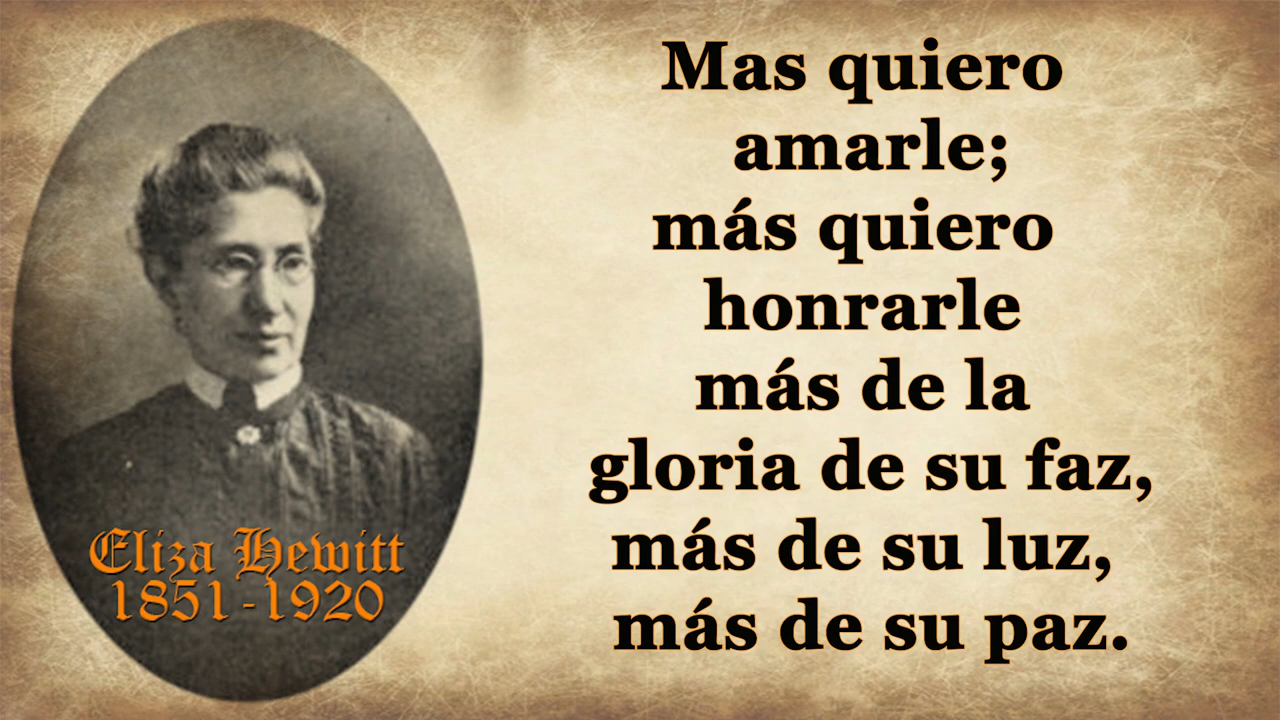 Mas quiero
amarle;
más quiero
honrarle
más de la
gloria de su faz,
más de su luz,
más de su paz.
Eliza Hewitt
1851-1920